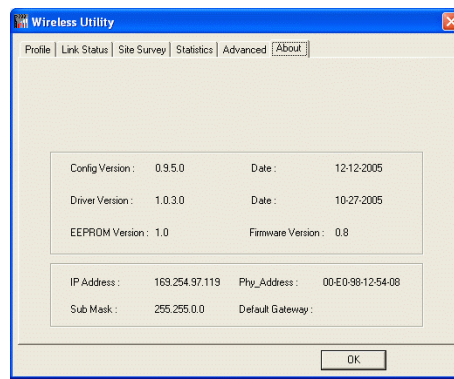 Wireless Utility
Profile Link Status Site Survey Statistics Advanced About
Config Version : 0.9.5.0 Date : 12-12-2005
Driver Version : 1.0.3.0 Date : 10-27-2005
EEPROM Version : 1.0 Firmware Version : 0.8
IP Address : 169.254.97.119 Phy_Address : 00-E0-98-12-54-08
Sub Mask : 255.255.0.0 Default Gateway :
OK